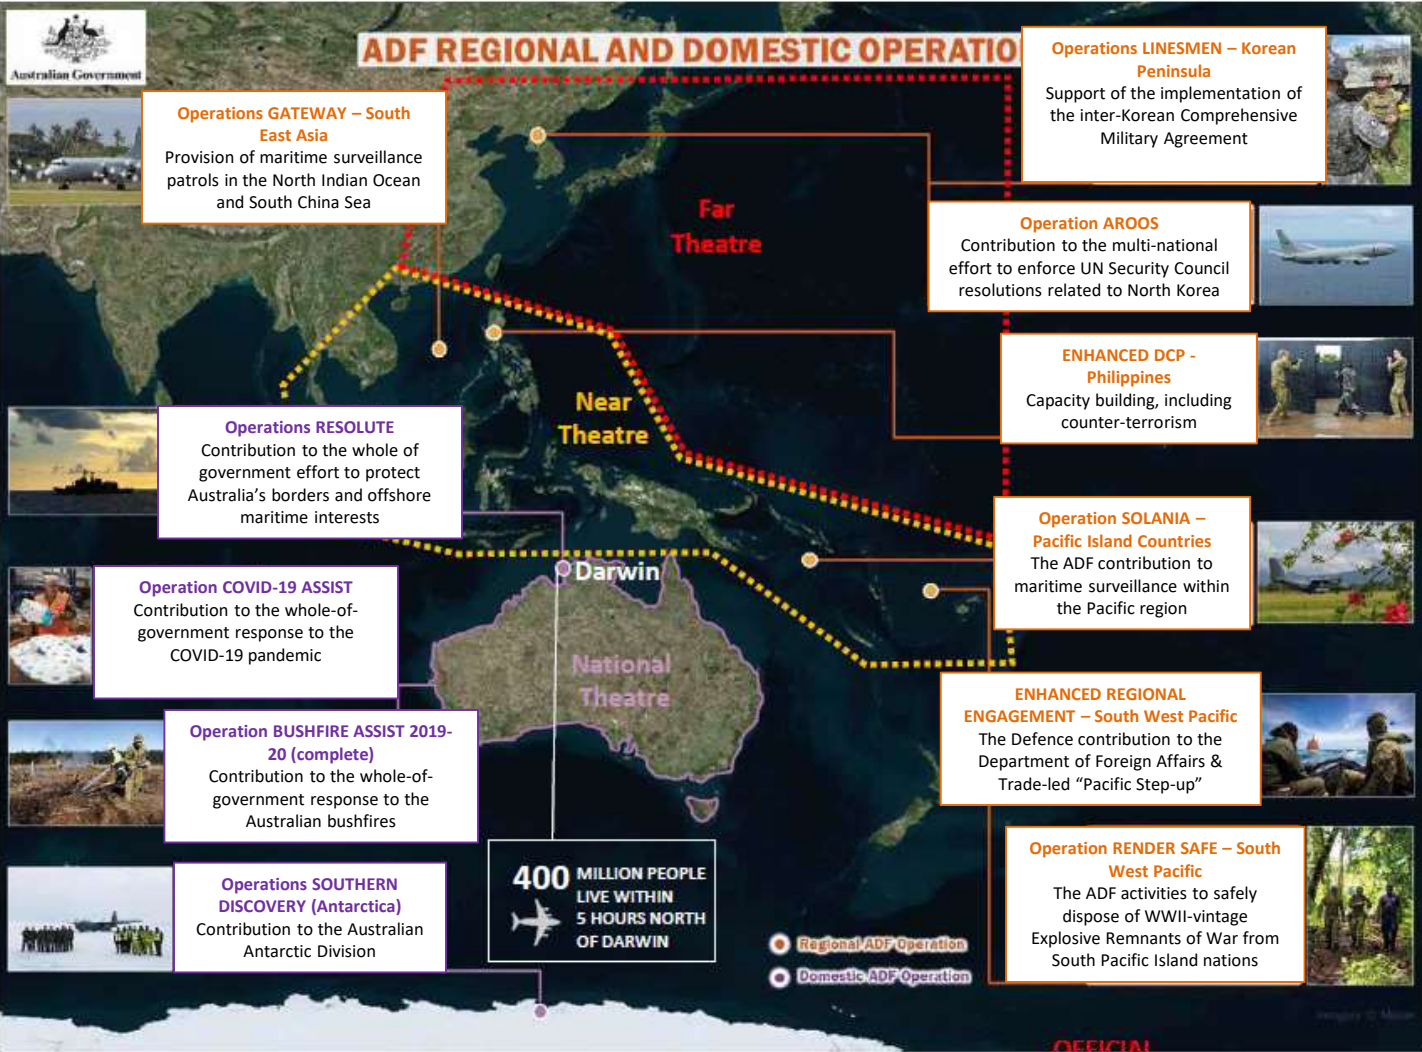 Australian Government
ADF REGIONAL AND DOMESTIC OPERATIO
Operations LINESMEN – Korean
Peninsula
Support of the implementation of
the inter-Korean Comprehensive
Military Agreement
Operations GATEWAY – South
East Asia
Provision of maritime surveillance
patrols in the North Indian Ocean
and South China Sea
Far
Theatre
Operation AROOS
Contribution to the multi-national
effort to enforce UN Security Council
resolutions related to North Korea
ENHANCED DCP -
Philippines
Capacity building, including
counter-terrorism
Near
Theatre
Operations RESOLUTE
Contribution to the whole of
government effort to protect
Australia’s borders and offshore
maritime interests
Operation SOLANIA –
Pacific Island Countries
The ADF contribution to
maritime surveillance within
the Pacific region
Darwin
Operation COVID-19 ASSIST
Contribution to the whole-of-
government response to the
COVID-19 pandemic
National
Theatre
ENHANCED REGIONAL
ENGAGEMENT – South West Pacific
The Defence contribution to the
Department of Foreign Affairs &
Trade-led “Pacific Step-up”
Operation BUSHFIRE ASSIST 2019-
20 (complete)
Contribution to the whole-of-
government response to the
Australian bushfires
Operation RENDER SAFE – South
West Pacific
The ADF activities to safely
dispose of WWII-vintage
Explosive Remnants of War from
South Pacific Island nations
Operations SOUTHERN
DISCOVERY (Antarctica)
Contribution to the Australian
Antarctic Division
400 MILLION PEOPLE
LIVE WITHIN
5 HOURS NORTH
OF DARWIN
Regional ADF Operation
Domestic ADF Operation
OFFICIAL